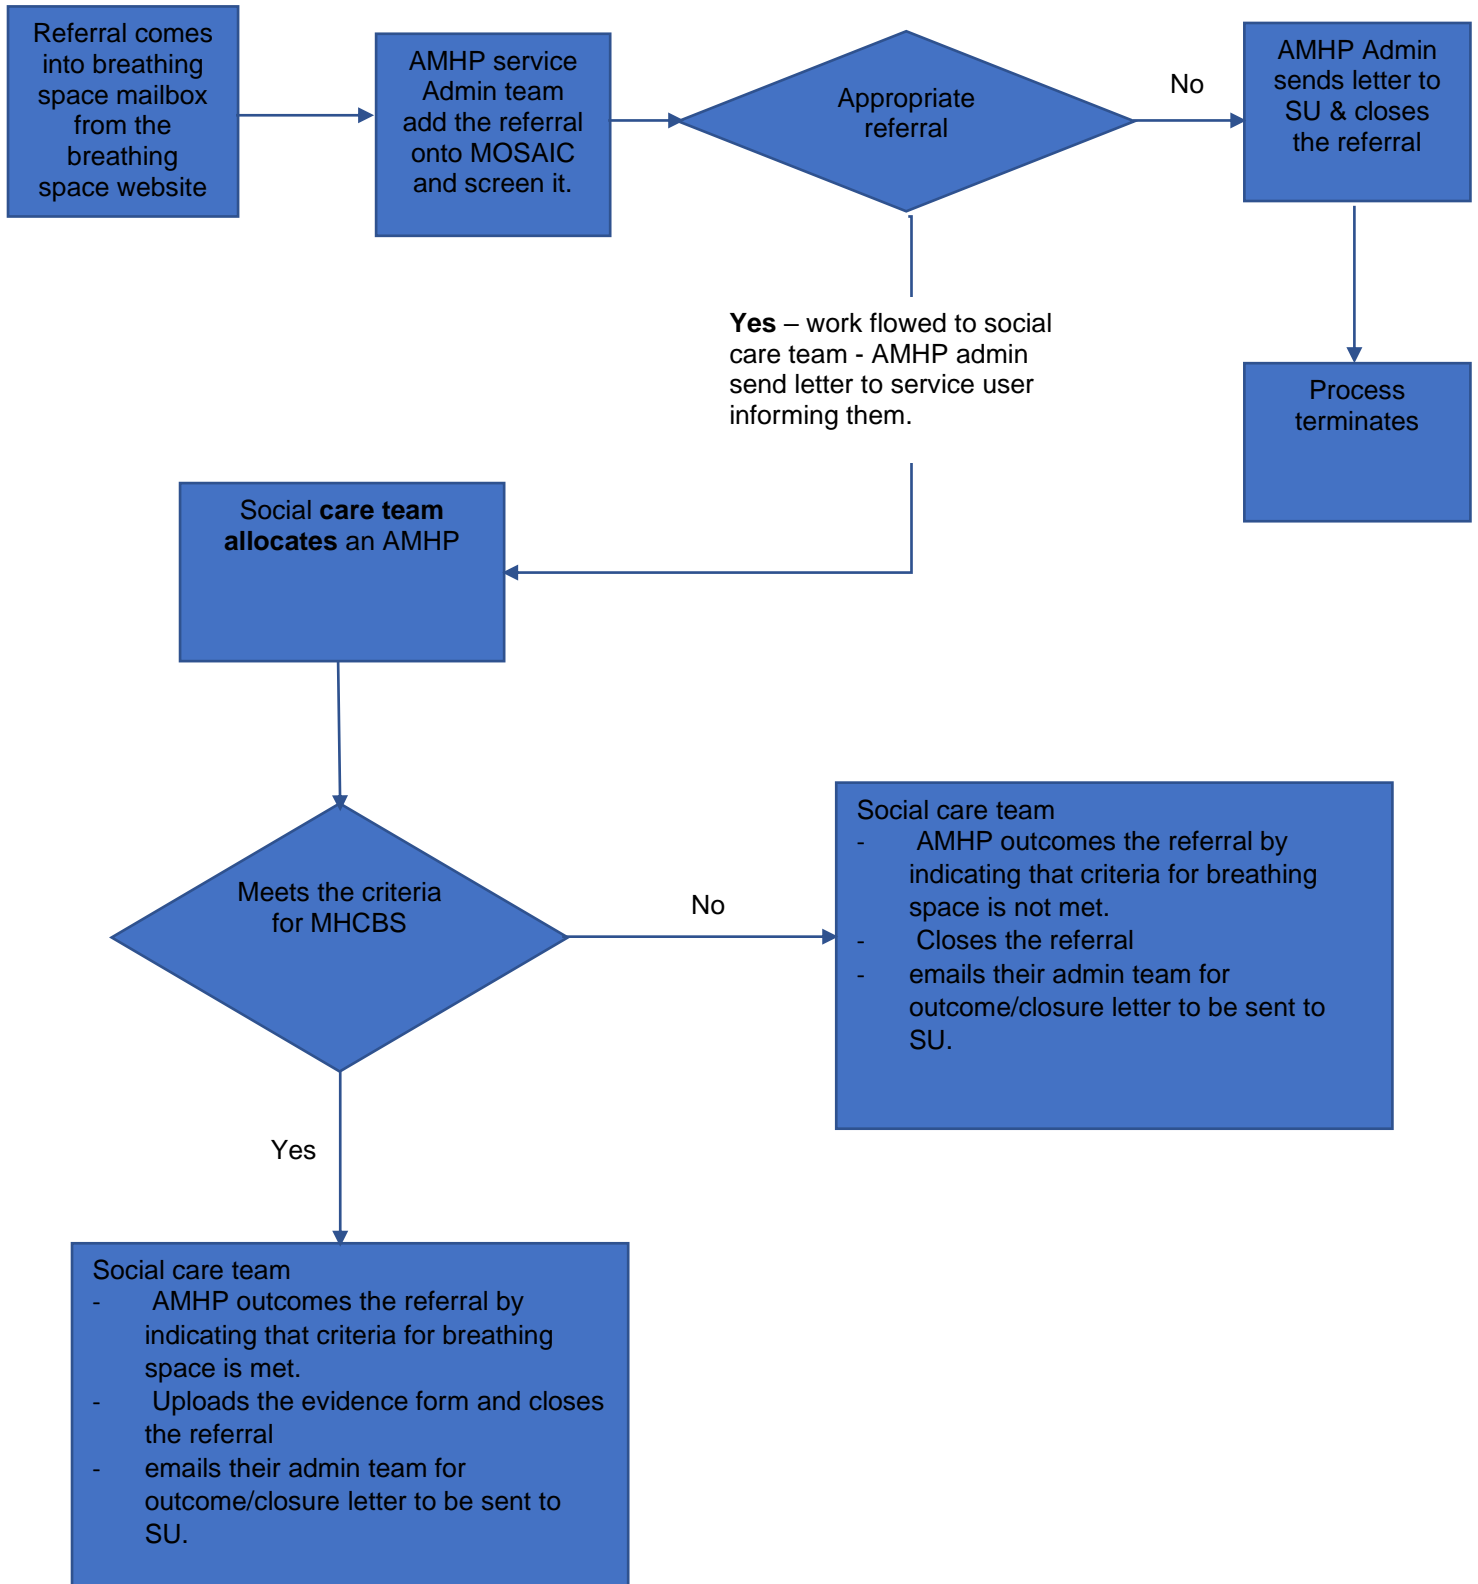 Referral comes
into breathing
space mailbox
from the
breathing
space website
AMHP service
Admin team
add the referral
onto MOSAIC
and screen it.
Appropriate
referral
No
AMHP Admin
sends letter to
SU & closes
the referral
Process
terminates
Yes – work flowed to social
care team - AMHP admin
send letter to service user
informing them.
Social care team
allocates an AMHP
Meets the criteria
for MHCBS
No
Social care team
- AMHP outcomes the referral by
indicating that criteria for breathing
space is not met.
- Closes the referral
- emails their admin team for
outcome/closure letter to be sent to
SU.
Yes
Social care team
- AMHP outcomes the referral by
indicating that criteria for breathing
space is met.
- Uploads the evidence form and closes
the referral
- emails their admin team for
outcome/closure letter to be sent to
SU.